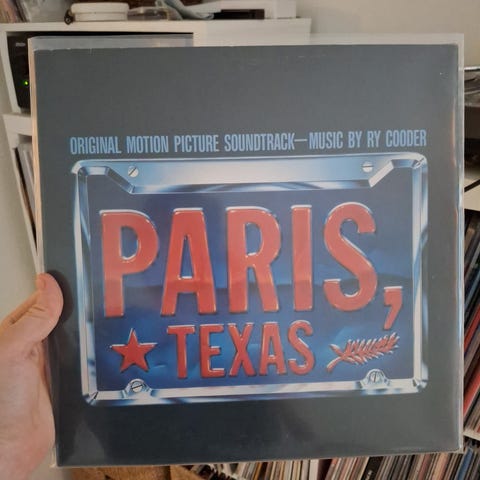 ORIGINAL MOTION PICTURE SOUNDTRACK—MUSIC BY RY COODER
PARIS,
TEXAS